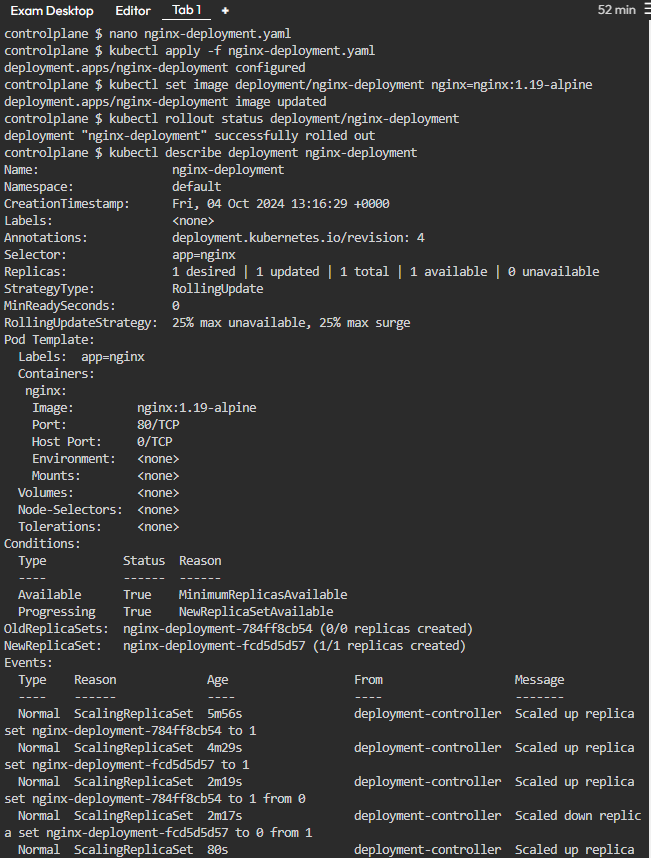 Exam Desktop Editor Tab 1 + 52 min
controlplane $ nano nginx-deployment.yaml
controlplane $ kubectl apply -f nginx-deployment.yaml
deployment.apps/nginx-deployment configured
controlplane $ kubectl set image deployment/nginx-deployment nginx=nginx:1.19-alpine
deployment.apps/nginx-deployment image updated
controlplane $ kubectl rollout status deployment/nginx-deployment
deployment "nginx-deployment" successfully rolled out
controlplane $ kubectl describe deployment nginx-deployment
Name:                   nginx-deployment
Namespace:              default
CreationTimestamp:      Fri, 04 Oct 2024 13:16:29 +0000
Labels:                 <none>
Annotations:            deployment.kubernetes.io/revision: 4
Selector:               app=nginx
Replicas:               1 desired | 1 updated | 1 total | 1 available | 0 unavailable
StrategyType:           RollingUpdate
MinReadySeconds:        0
RollingUpdateStrategy:  25% max unavailable, 25% max surge
Pod Template:
  Labels:  app=nginx
  Containers:
   nginx:
    Image:         nginx:1.19-alpine
    Port:          80/TCP
    Host Port:     0/TCP
    Environment:   <none>
    Mounts:        <none>
  Volumes:         <none>
  Node-Selectors:  <none>
  Tolerations:     <none>
Conditions:
  Type           Status  Reason
  ----           ------  ------
  Available      True    MinimumReplicasAvailable
  Progressing    True    NewReplicaSetAvailable
OldReplicaSets:  nginx-deployment-784ff8cb54 (0/0 replicas created)
NewReplicaSet:   nginx-deployment-fcd5d5d57 (1/1 replicas created)
Events:
  Type    Reason             Age                  From                   Message
  ----    ------             ----                 ----                   -------
  Normal  ScalingReplicaSet  5m56s                deployment-controller  Scaled up replica
set nginx-deployment-784ff8cb54 to 1
  Normal  ScalingReplicaSet  4m29s                deployment-controller  Scaled up replica
set nginx-deployment-fcd5d5d57 to 1
  Normal  ScalingReplicaSet  2m19s                deployment-controller  Scaled up replica
set nginx-deployment-784ff8cb54 to 1 from 0
  Normal  ScalingReplicaSet  2m17s                deployment-controller  Scaled down replic
a set nginx-deployment-fcd5d5d57 to 0 from 1
  Normal  ScalingReplicaSet  80s                  deployment-controller  Scaled up replica